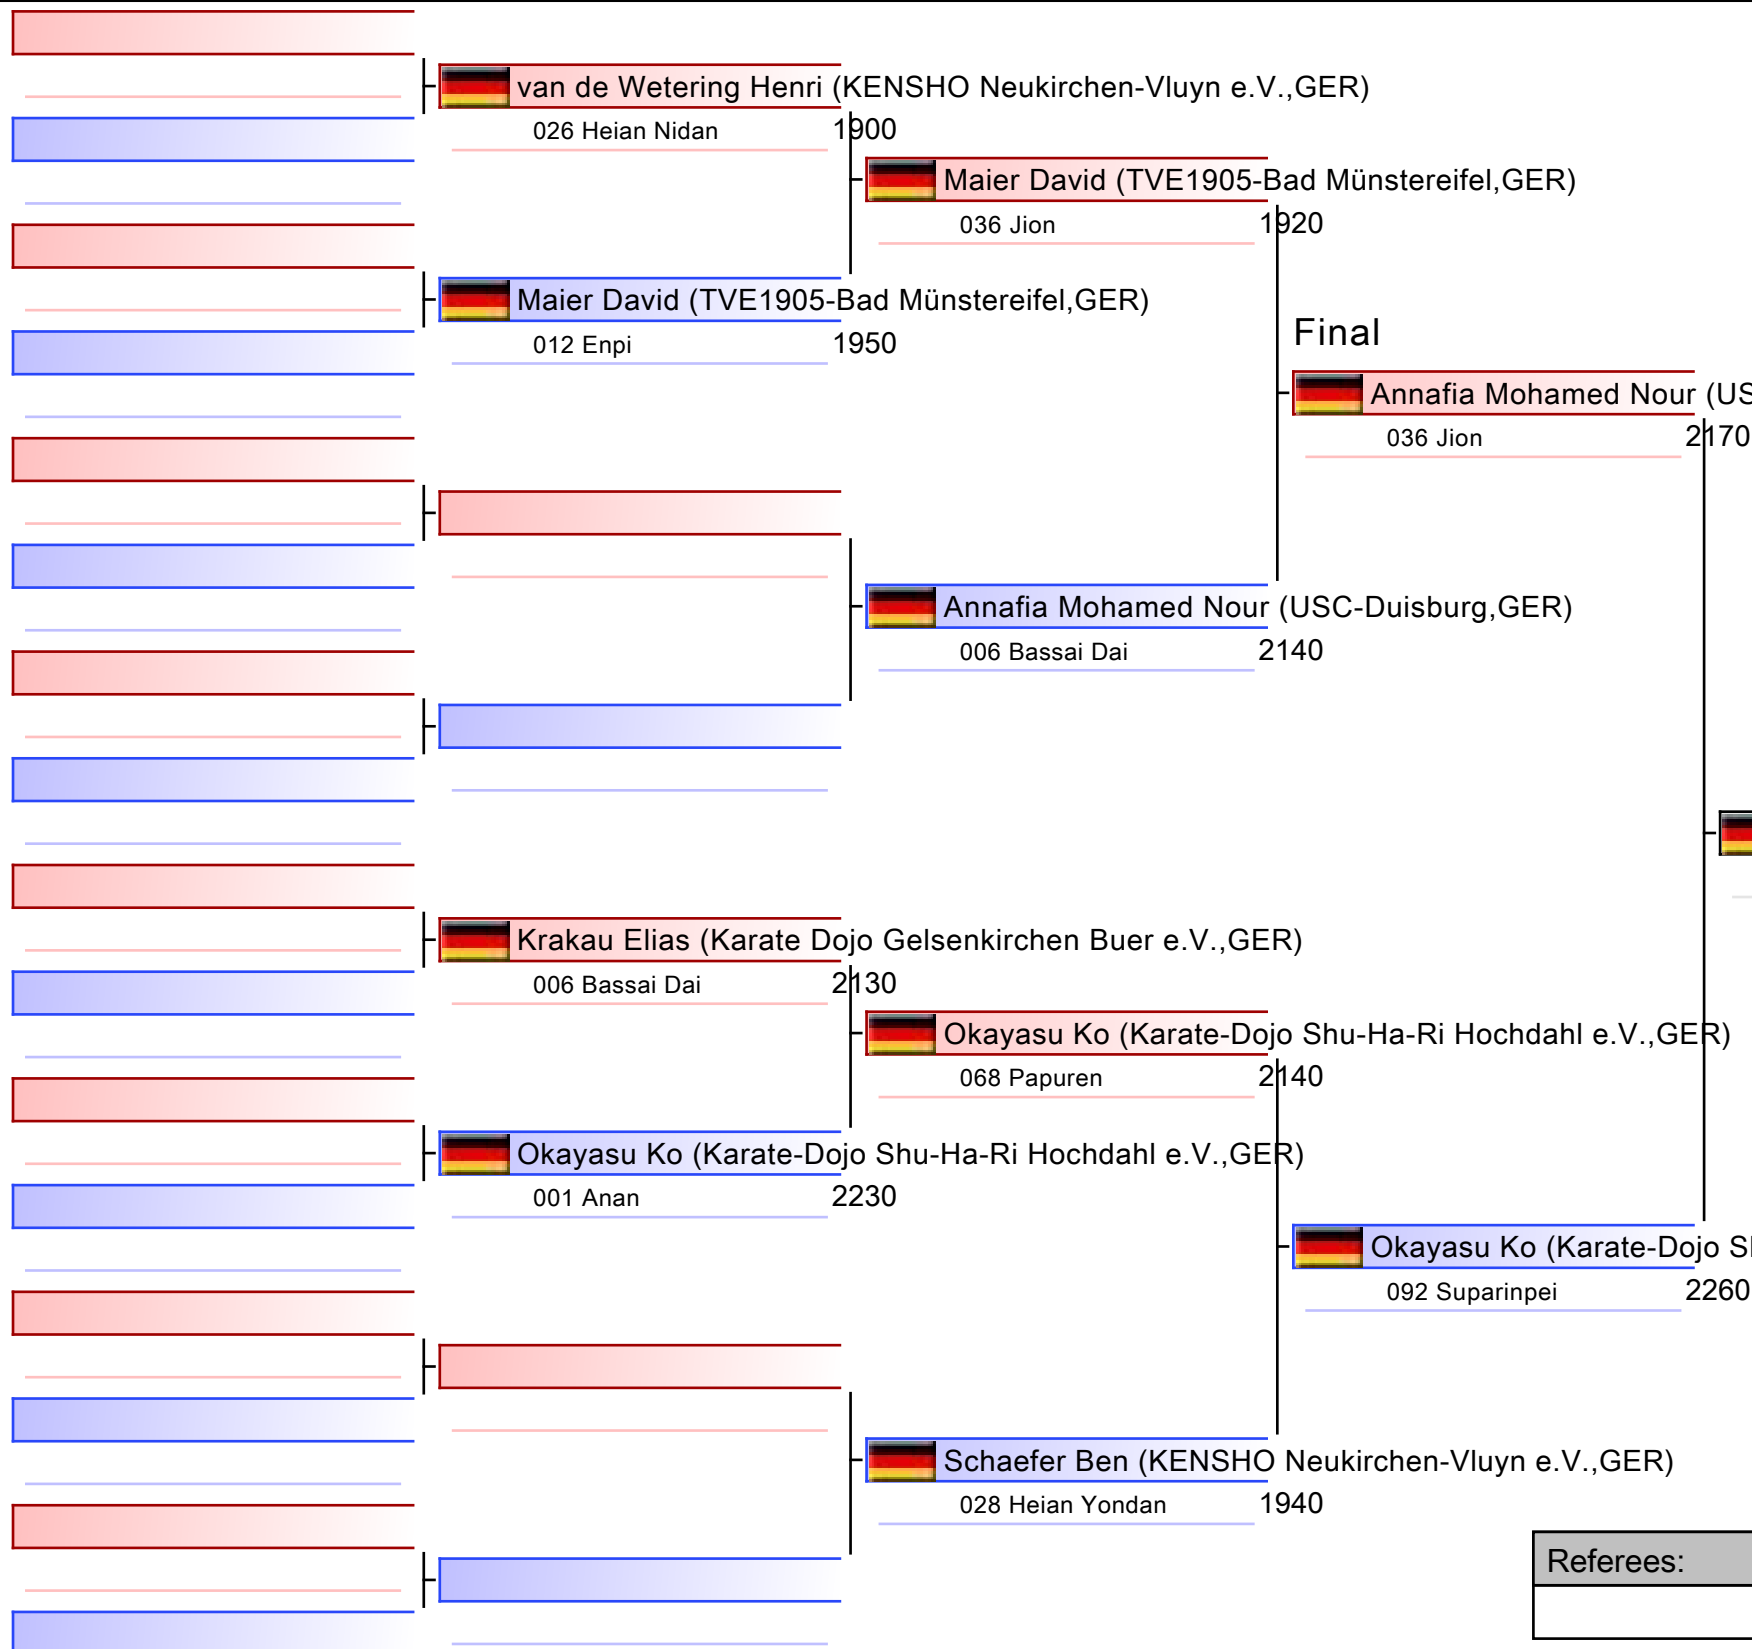 van de Wetering Henri (KENSHO Neukirchen-Vluyn e.V.,GER)
026 Heian Nidan 1900
Maier David (TVE1905-Bad Münstereifel,GER)
036 Jion 1920
Maier David (TVE1905-Bad Münstereifel,GER)
012 Enpi 1950
Final
Annafia Mohamed Nour (US
036 Jion 2170
Annafia Mohamed Nour (USC-Duisburg,GER)
006 Bassai Dai 2140
Krakau Elias (Karate Dojo Gelsenkirchen Buer e.V.,GER)
006 Bassai Dai 2130
Okayasu Ko (Karate-Dojo Shu-Ha-Ri Hochdahl e.V.,GER)
068 Papuren 2140
Okayasu Ko (Karate-Dojo Shu-Ha-Ri Hochdahl e.V.,GER)
001 Anan 2230
Okayasu Ko (Karate-Dojo S
092 Suparinpei 2260
Schaefer Ben (KENSHO Neukirchen-Vluyn e.V.,GER)
028 Heian Yondan 1940
Referees: